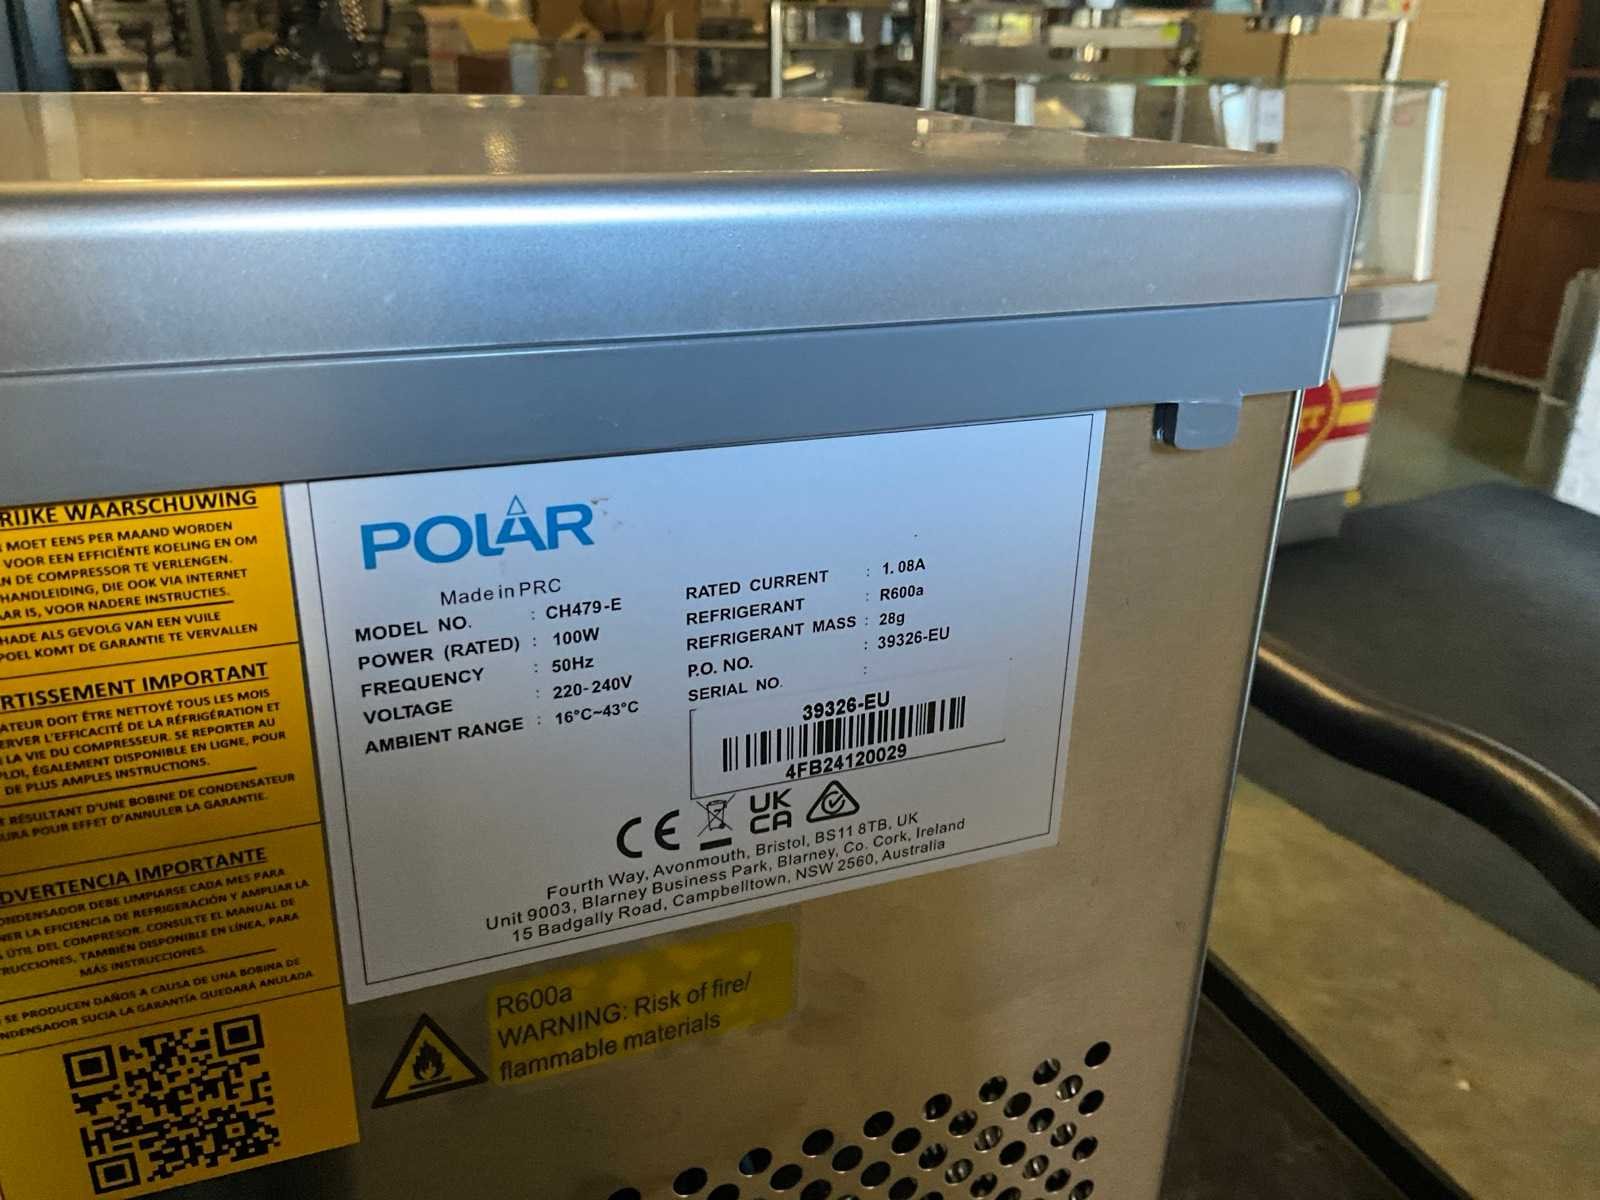 RIJKE WAARSCHUWING
MOET EENS PER MAAND WORDEN
VOOR EEN EFFICIËNTE KOELING EN OM
N DE COMPRESSOR TE VERLENGEN.
HANDLEIDING, DIE OOK VIA INTERNET
AR IS, VOOR NADERE INSTRUCTIES.
HADE ALS GEVOLG VAN EEN VUILE
POEL KOMT DE GARANTIE TE VERVALLEN
RTISSEMENT IMPORTANT
ATEUR DOIT ÊTRE NETTOYÉ TOUS LES MOIS
ERVER L'EFFICACITÉ DE LA RÉFRIGÉRATION ET
LA VIE DU COMPRESSEUR. SE REPORTER AU
PLOI, ÉGALEMENT DISPONIBLE EN LIGNE, POUR
DE PLUS AMPLES INSTRUCTIONS.
RÉSULTANT D'UNE BOBINE DE CONDENSATEUR
URA POUR EFFET D'ANNULER LA GARANTIE.
DVERTENCIA IMPORTANTE
ONDENSADOR DEBE LIMPIARSE CADA MES PARA
NER LA EFICIENCIA DE REFRIGERACIÓN Y AMPLIAR LA
ÚTIL DEL COMPRESOR. CONSULTE EL MANUAL DE
RUCCIONES, TAMBIÉN DISPONIBLE EN LÍNEA, PARA
MÁS INSTRUCCIONES.
SE PRODUCEN DAÑOS A CAUSA DE UNA BOBINA DE
NDENSADOR SUCIA LA GARANTÍA QUEDARÁ ANULADA
POLAR
Made in PRC
MODEL NO. : CH479-E
POWER (RATED) : 100W
FREQUENCY : 50Hz
VOLTAGE : 220-240V
AMBIENT RANGE : 16°C~43°C
RATED CURRENT : 1.08A
REFRIGERANT : R600a
REFRIGERANT MASS : 28g
P.O. NO. : 39326-EU
SERIAL NO. :
39326-EU
4FB24120029
CE UK CA
Fourth Way, Avonmouth, Bristol, BS11 8TB, UK
Unit 9003, Blarney Business Park, Blarney, Co. Cork, Ireland
15 Badgally Road, Campbelltown, NSW 2560, Australia
R600a
WARNING: Risk of fire/
flammable materials